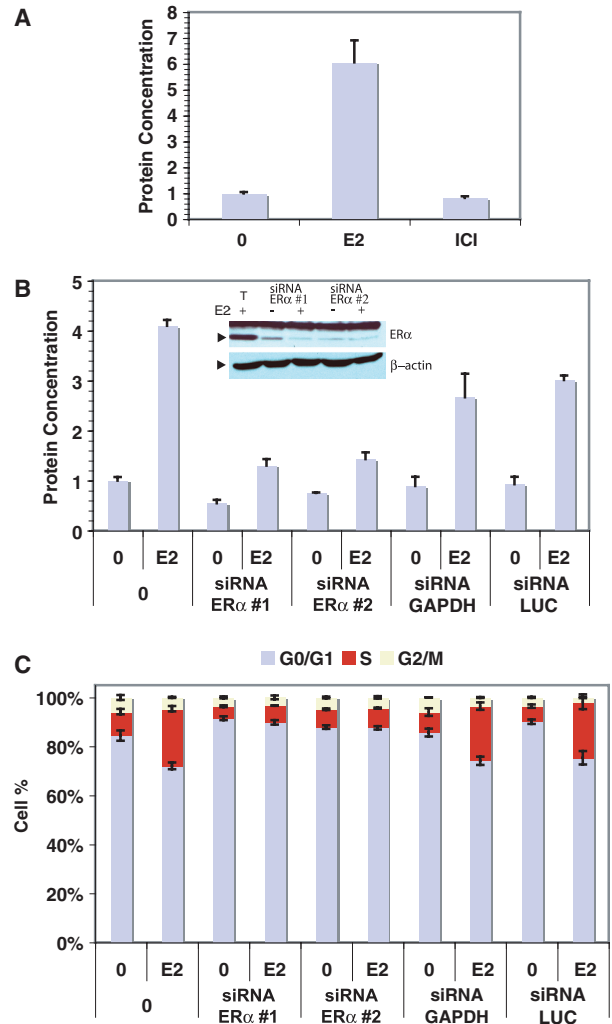 A
Protein Concentration
8
7
6
5
4
3
2
1
0
0 E2 ICI
B
Protein Concentration
5
4
3
2
1
0
T siRNA ERα #1 siRNA ERα #2
E2 + - + - +
ERα
β-actin
0 E2 0 E2 0 E2 0 E2 0 E2
0 siRNA ERα #1 siRNA ERα #2 siRNA GAPDH siRNA LUC
C
G0/G1 S G2/M
Cell %
100%
80%
60%
40%
20%
0%
0 E2 0 E2 0 E2 0 E2 0 E2
0 siRNA ERα #1 siRNA ERα #2 siRNA GAPDH siRNA LUC